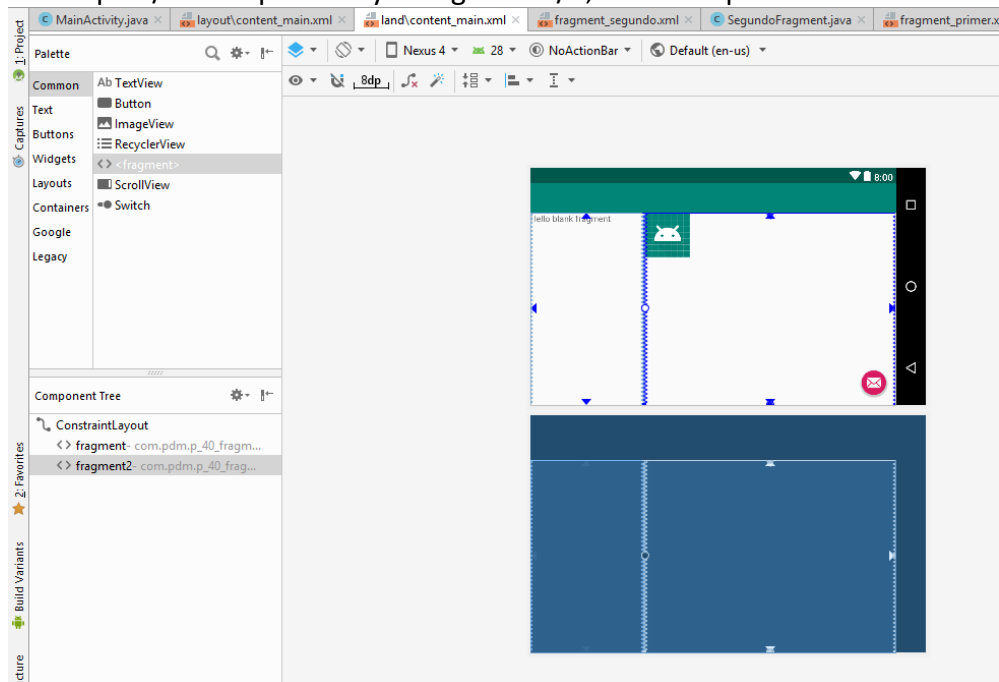 MainActivity.java × layout\content_main.xml × land\content_main.xml × fragment_segundo.xml × SegundoFragment.java × fragment_primer.x
1: Project
Captures
2: Favorites
Build Variants
cture
Palette
Common
Text
Buttons
Widgets
Layouts
Containers
Google
Legacy
Ab TextView
Button
ImageView
RecyclerView
<fragment>
ScrollView
Switch
Nexus 4 28 NoActionBar Default (en-us)
8dp
8:00
Hello blank fragment
Component Tree
ConstraintLayout
<> fragment- com.pdm.p_40_fragm...
<> fragment2- com.pdm.p_40_frag...